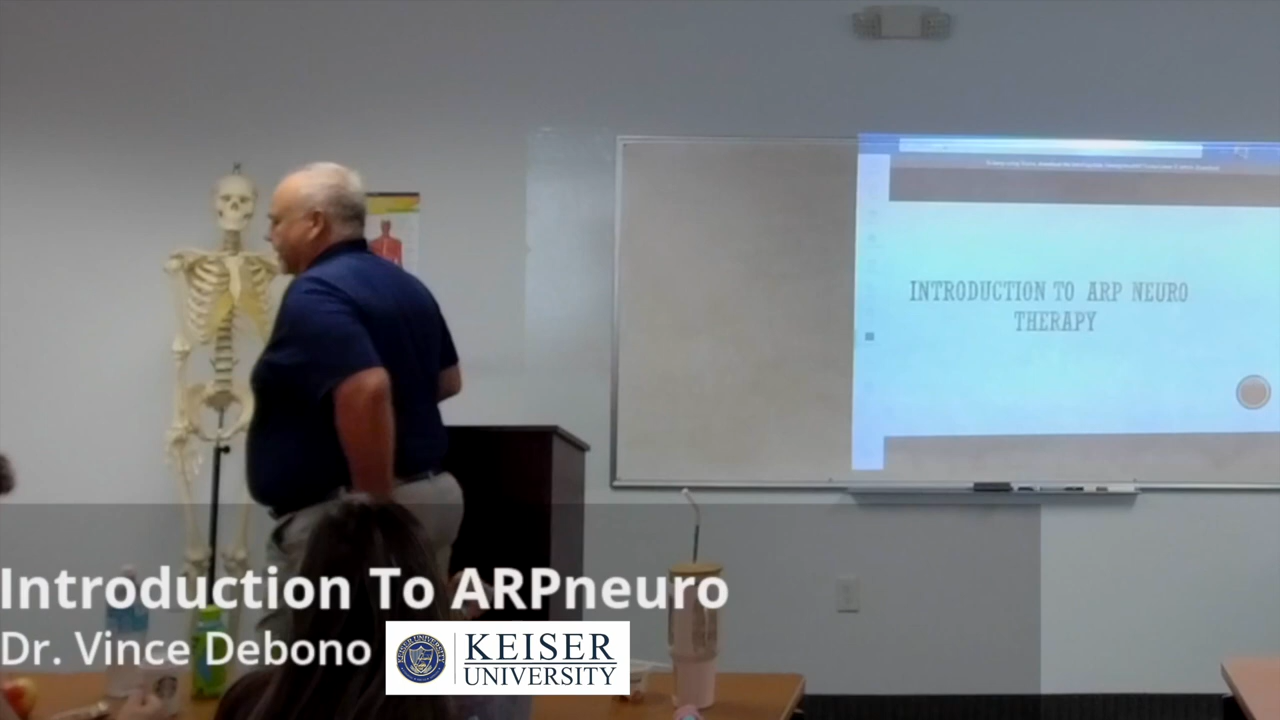 INTRODUCTION TO ARP NEURO
THERAPY
Introduction To ARPneuro
Dr. Vince Debono
KEISER
UNIVERSITY